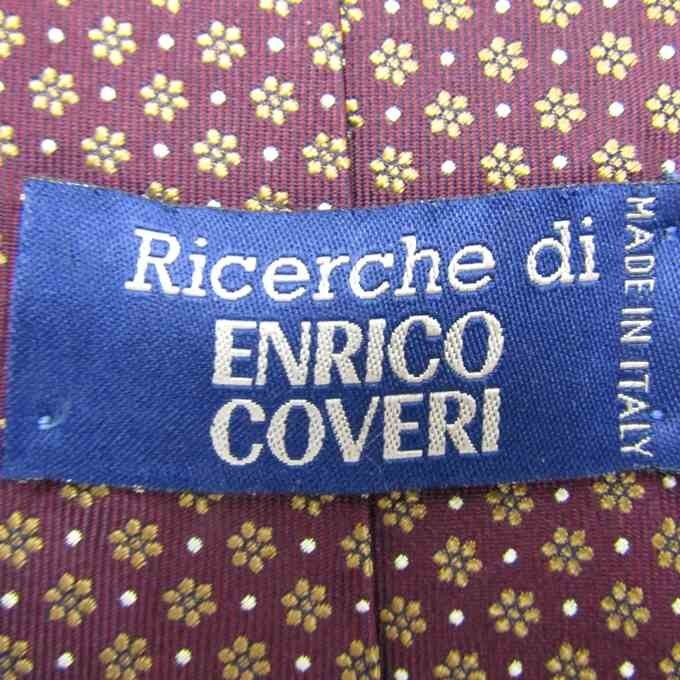 Ricerche di
ENRICO
COVERI
MADE IN ITALY